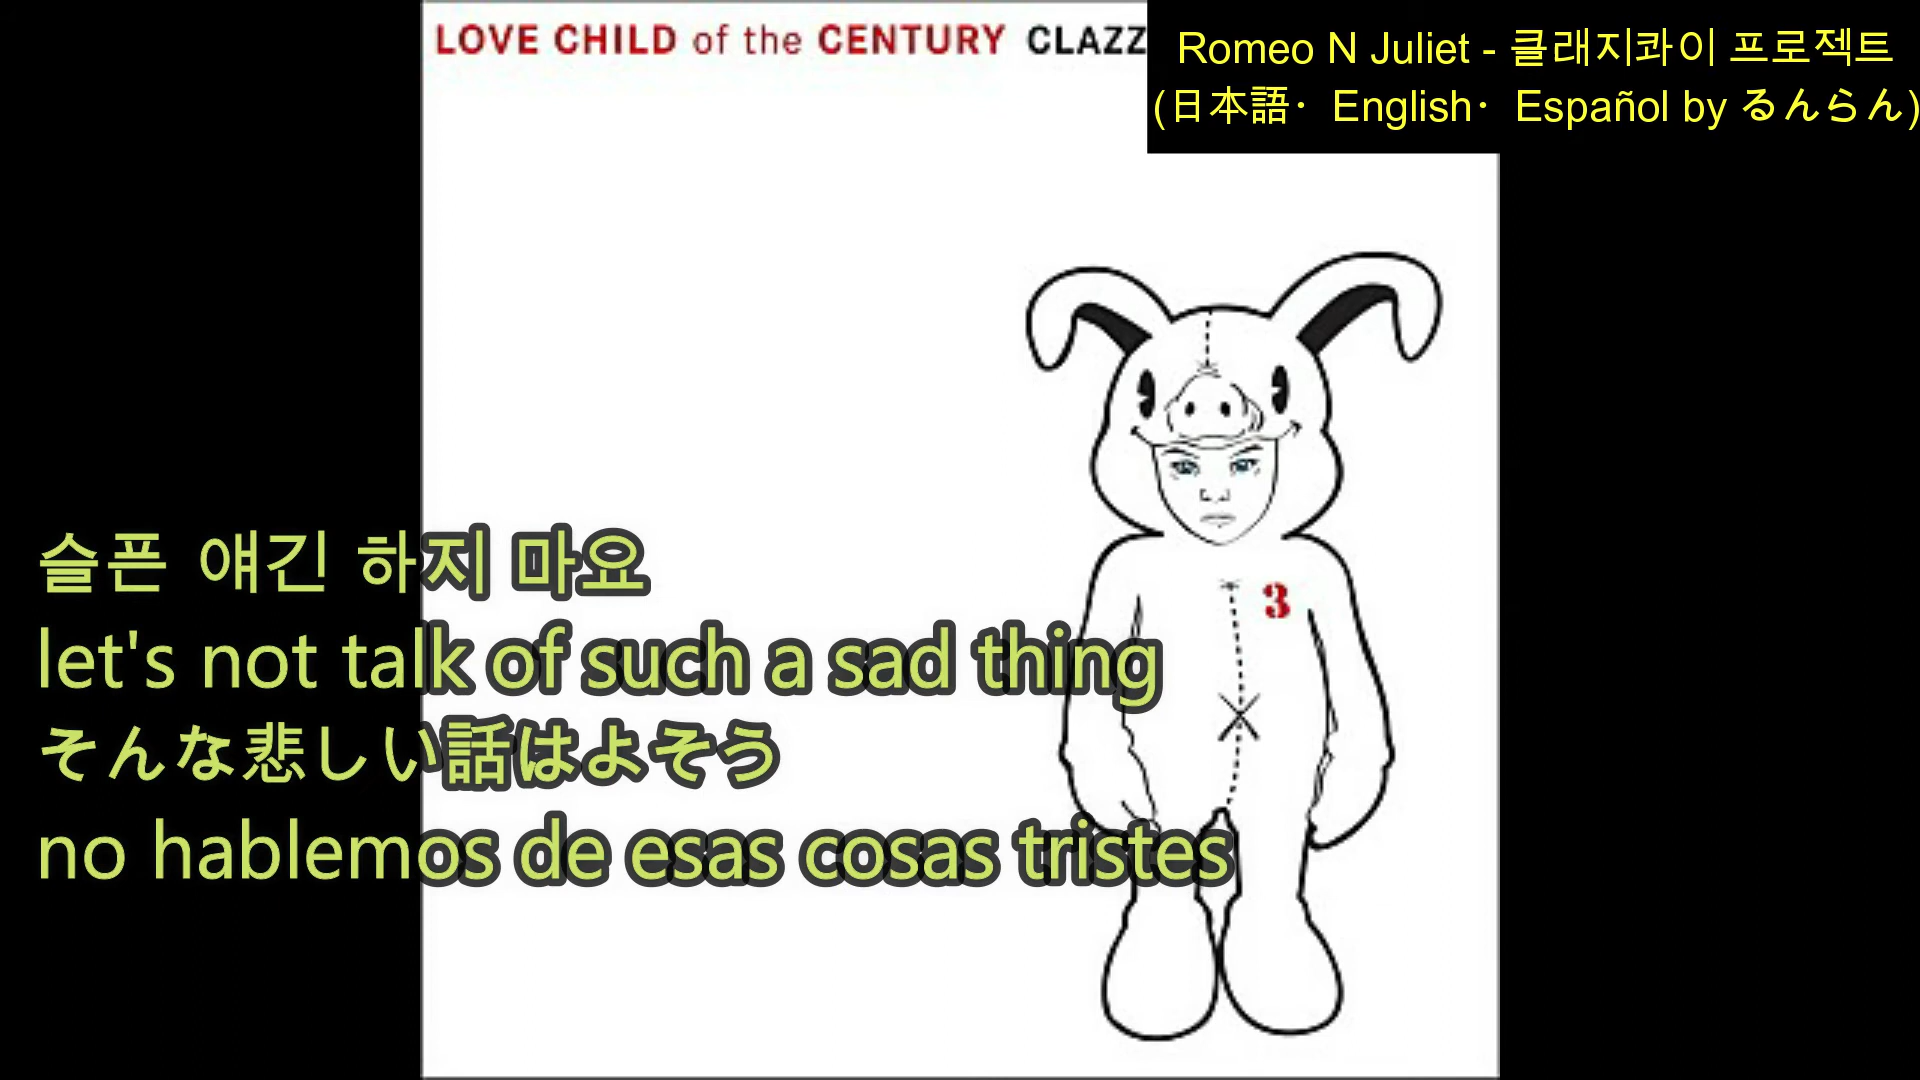 LOVE CHILD of the CENTURY CLAZZ
Romeo N Juliet - 클래지콰이 프로젝트
(日本語・English・Español by るんらん)
3
슬픈 얘긴 하지 마요
let's not talk of such a sad thing
そんな悲しい話はよそう
no hablemos de esas cosas tristes